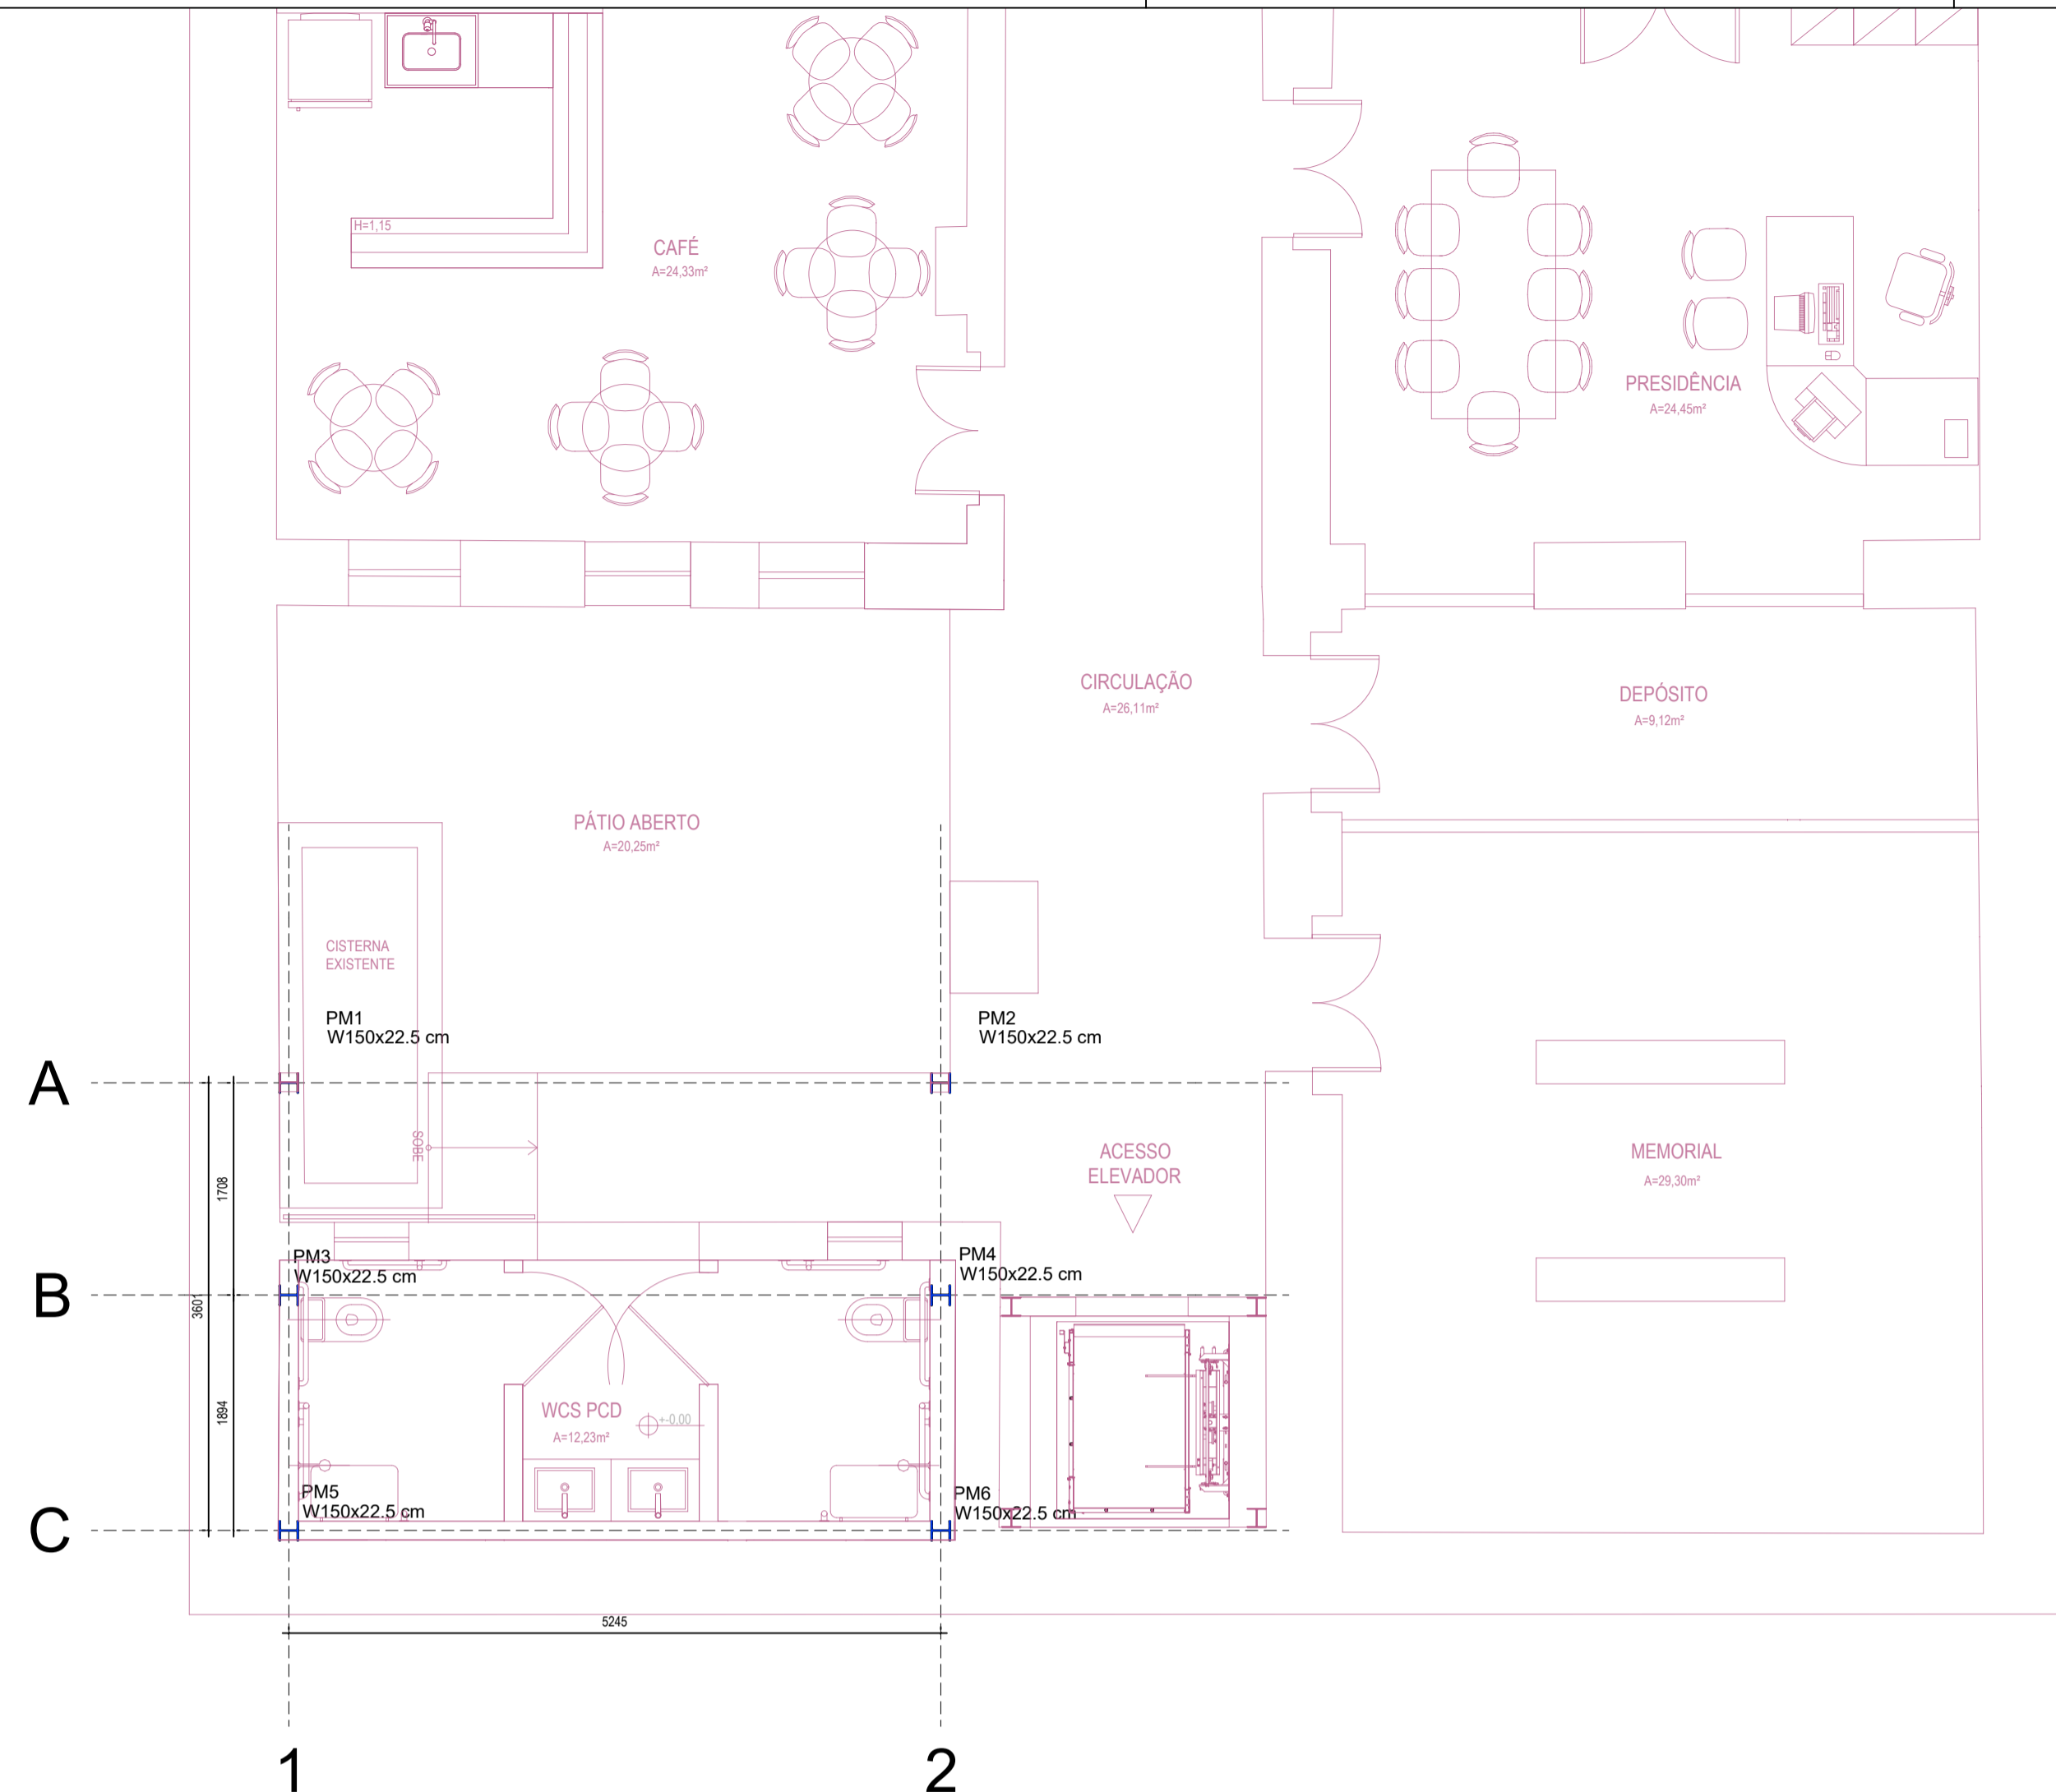 H=1,15
CAFÉ
A=24,33m²
PRESIDÊNCIA
A=24,45m²
CIRCULAÇÃO
A=26,11m²
DEPÓSITO
A=9,12m²
PÁTIO ABERTO
A=20,25m²
CISTERNA
EXISTENTE
PM1
W150x22.5 cm
PM2
W150x22.5 cm
A
SOBE
1708
ACESSO
ELEVADOR
MEMORIAL
A=29,30m²
PM3
W150x22.5 cm
PM4
W150x22.5 cm
B
3601
1894
WCS PCD
A=12,23m²
+-0.00
PM5
W150x22.5 cm
PM6
W150x22.5 cm
C
5245
1
2